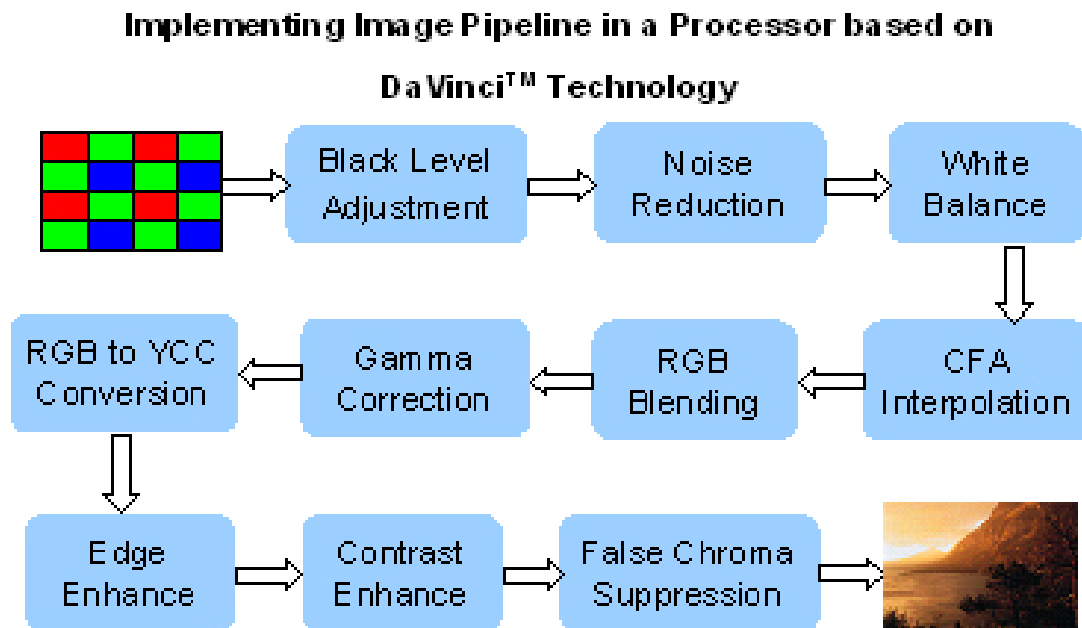 Implementing Image Pipeline in a Processor based on
DaVinci™ Technology
Black Level
Adjustment
Noise
Reduction
White
Balance
CFA
Interpolation
RGB
Blending
Gamma
Correction
RGB to YCC
Conversion
Edge
Enhance
Contrast
Enhance
False Chroma
Suppression